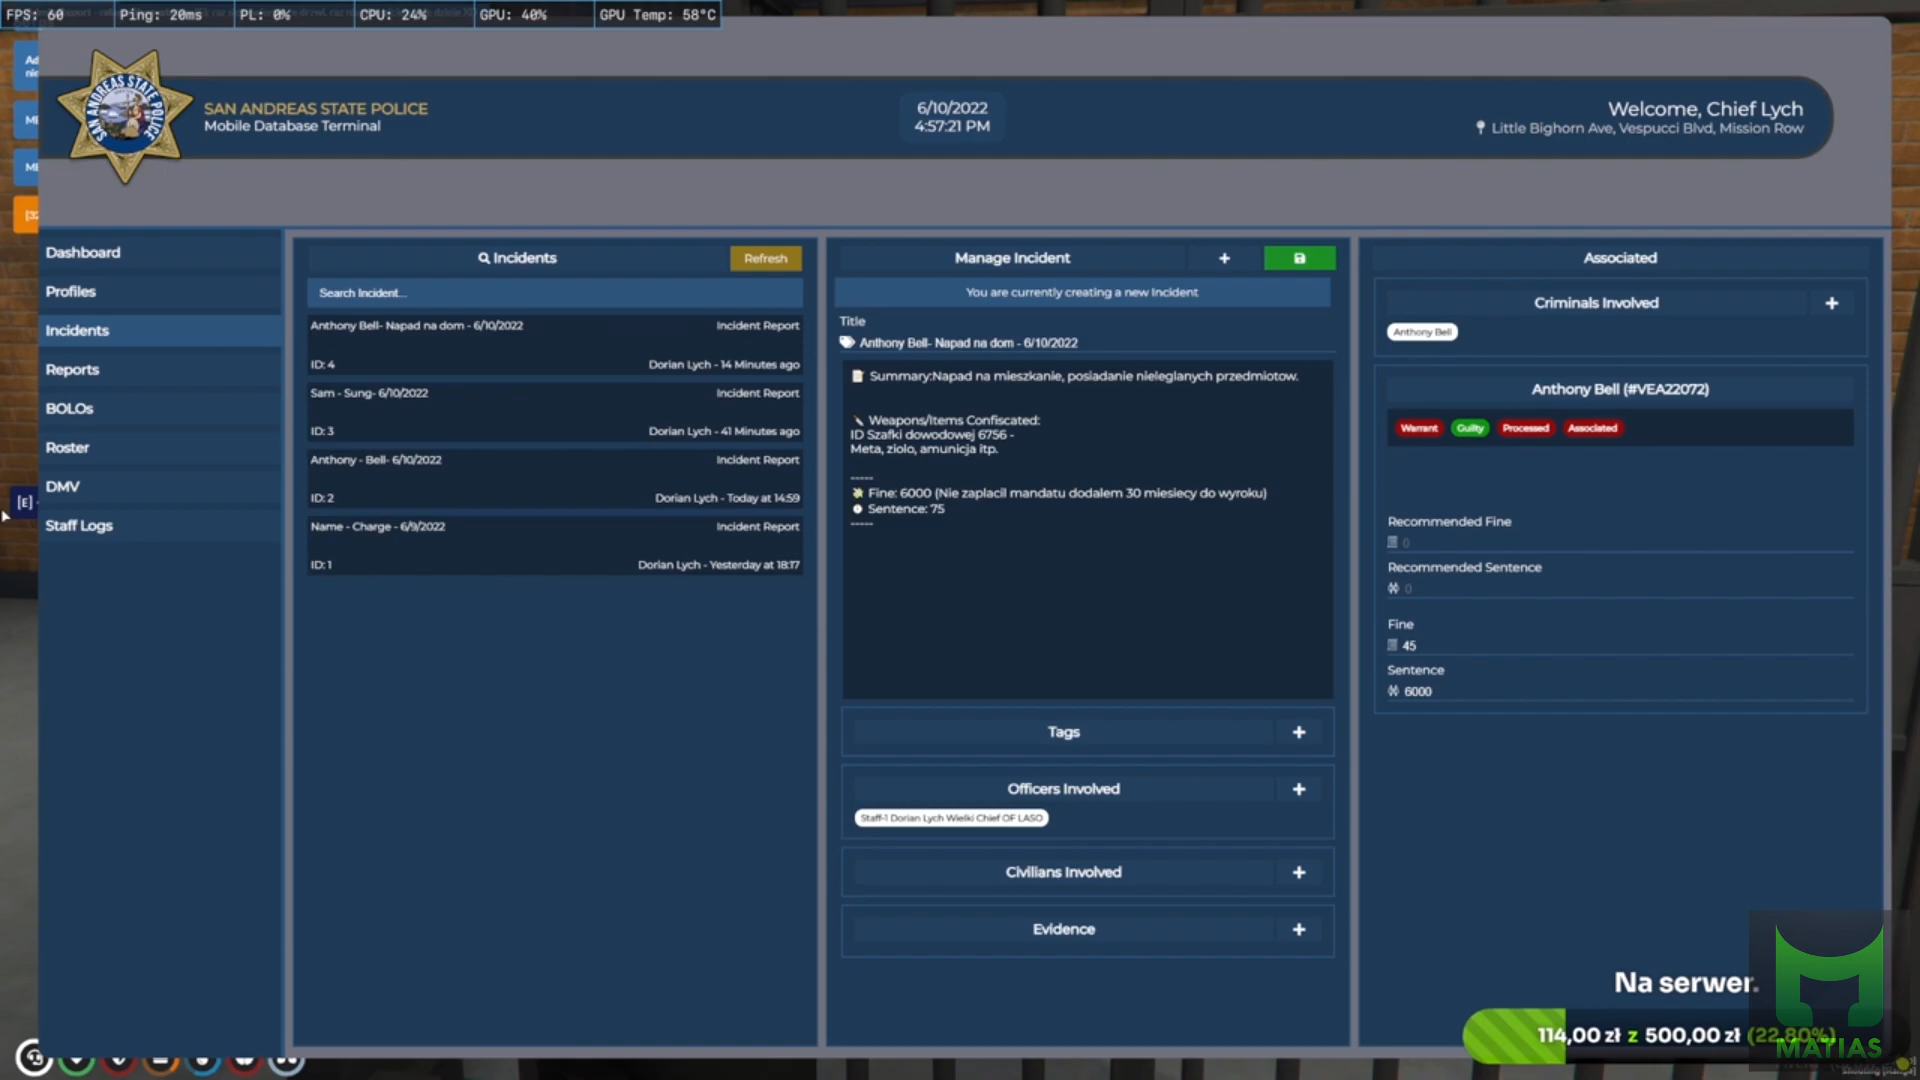 FPS: 60 Ping: 20ms PL: 0% CPU: 24% GPU: 40% GPU Temp: 58°C
SAN ANDREAS STATE POLICE
SAN ANDREAS STATE POLICE
Mobile Database Terminal
6/10/2022
4:57:21 PM
Welcome, Chief Lych
Little Bighorn Ave, Vespucci Blvd, Mission Row
Dashboard
Profiles
Incidents
Reports
BOLOs
Roster
DMV
Staff Logs
[E]
Incidents
Refresh
Search Incident...
Anthony Bell- Napad na dom - 6/10/2022 Incident Report
ID: 4 Dorian Lych - 14 Minutes ago
Sam - Sung- 6/10/2022 Incident Report
ID: 3 Dorian Lych - 41 Minutes ago
Anthony - Bell- 6/10/2022 Incident Report
ID: 2 Dorian Lych - Today at 14:59
Name - Charge - 6/9/2022 Incident Report
ID: 1 Dorian Lych - Yesterday at 18:17
Manage Incident +
You are currently creating a new Incident
Title
Anthony Bell- Napad na dom - 6/10/2022
Summary:Napad na mieszkanie, posiadanie nieleglanych przedmiotow.
Weapons/Items Confiscated:
ID Szafki dowodowej 6756 -
Meta, ziolo, amunicja itp.
-----
Fine: 6000 (Nie zaplacil mandatu dodalem 30 miesiecy do wyroku)
Sentence: 75
-----
Tags +
Officers Involved +
Staff-1 Dorian Lych Wielki Chief OF LASO
Civilians Involved +
Evidence +
Associated
Criminals Involved +
Anthony Bell
Anthony Bell (#VEA22072)
Warrant Guilty Processed Associated
Recommended Fine
0
Recommended Sentence
0
Fine
45
Sentence
6000
Na serwer.
114,00 zł z 500,00 zł (22.80%)
MATIAS